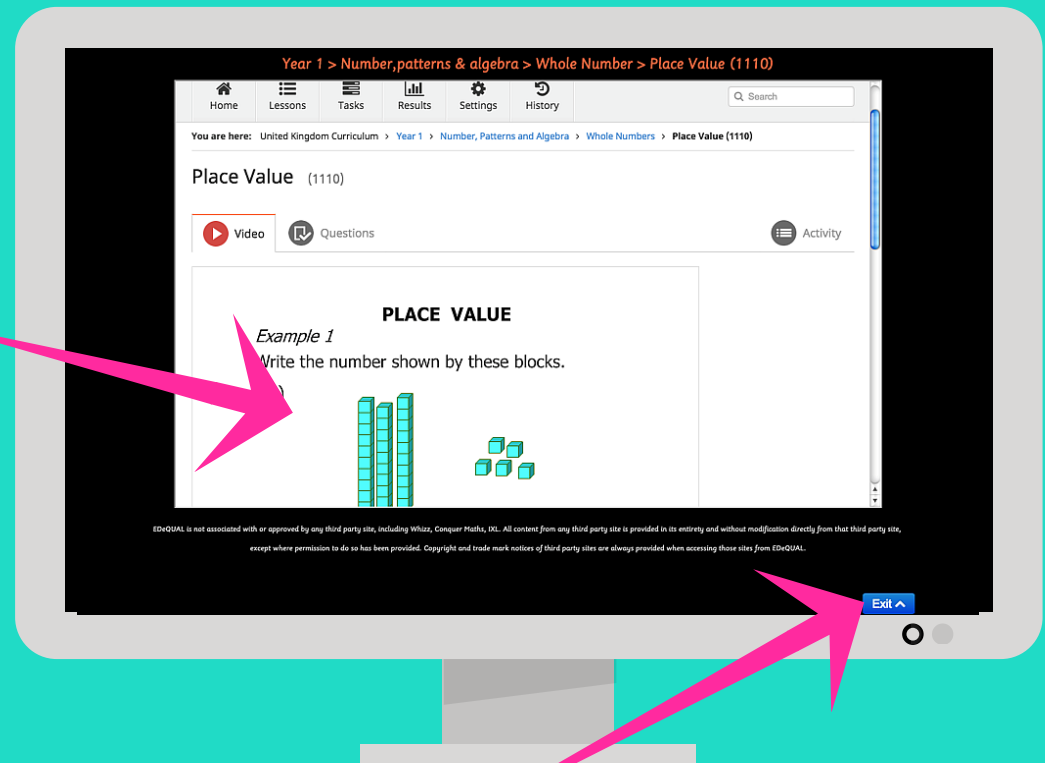 Year 1 > Number,patterns & algebra > Whole Number > Place Value (1110)
Home Lessons Tasks Results Settings History
Search
You are here: United Kingdom Curriculum > Year 1 > Number, Patterns and Algebra > Whole Numbers > Place Value (1110)
Place Value (1110)
Video Questions Activity
PLACE VALUE
Example 1
Write the number shown by these blocks.
)
EDeQUAL is not associated with or approved by any third party site, including Whizz, Conquer Maths, IXL. All content from any third party site is provided in its entirety and without modification directly from that third party site,
except where permission to do so has been provided. Copyright and trade mark notices of third party sites are always provided when accessing those sites from EDeQUAL.
Exit